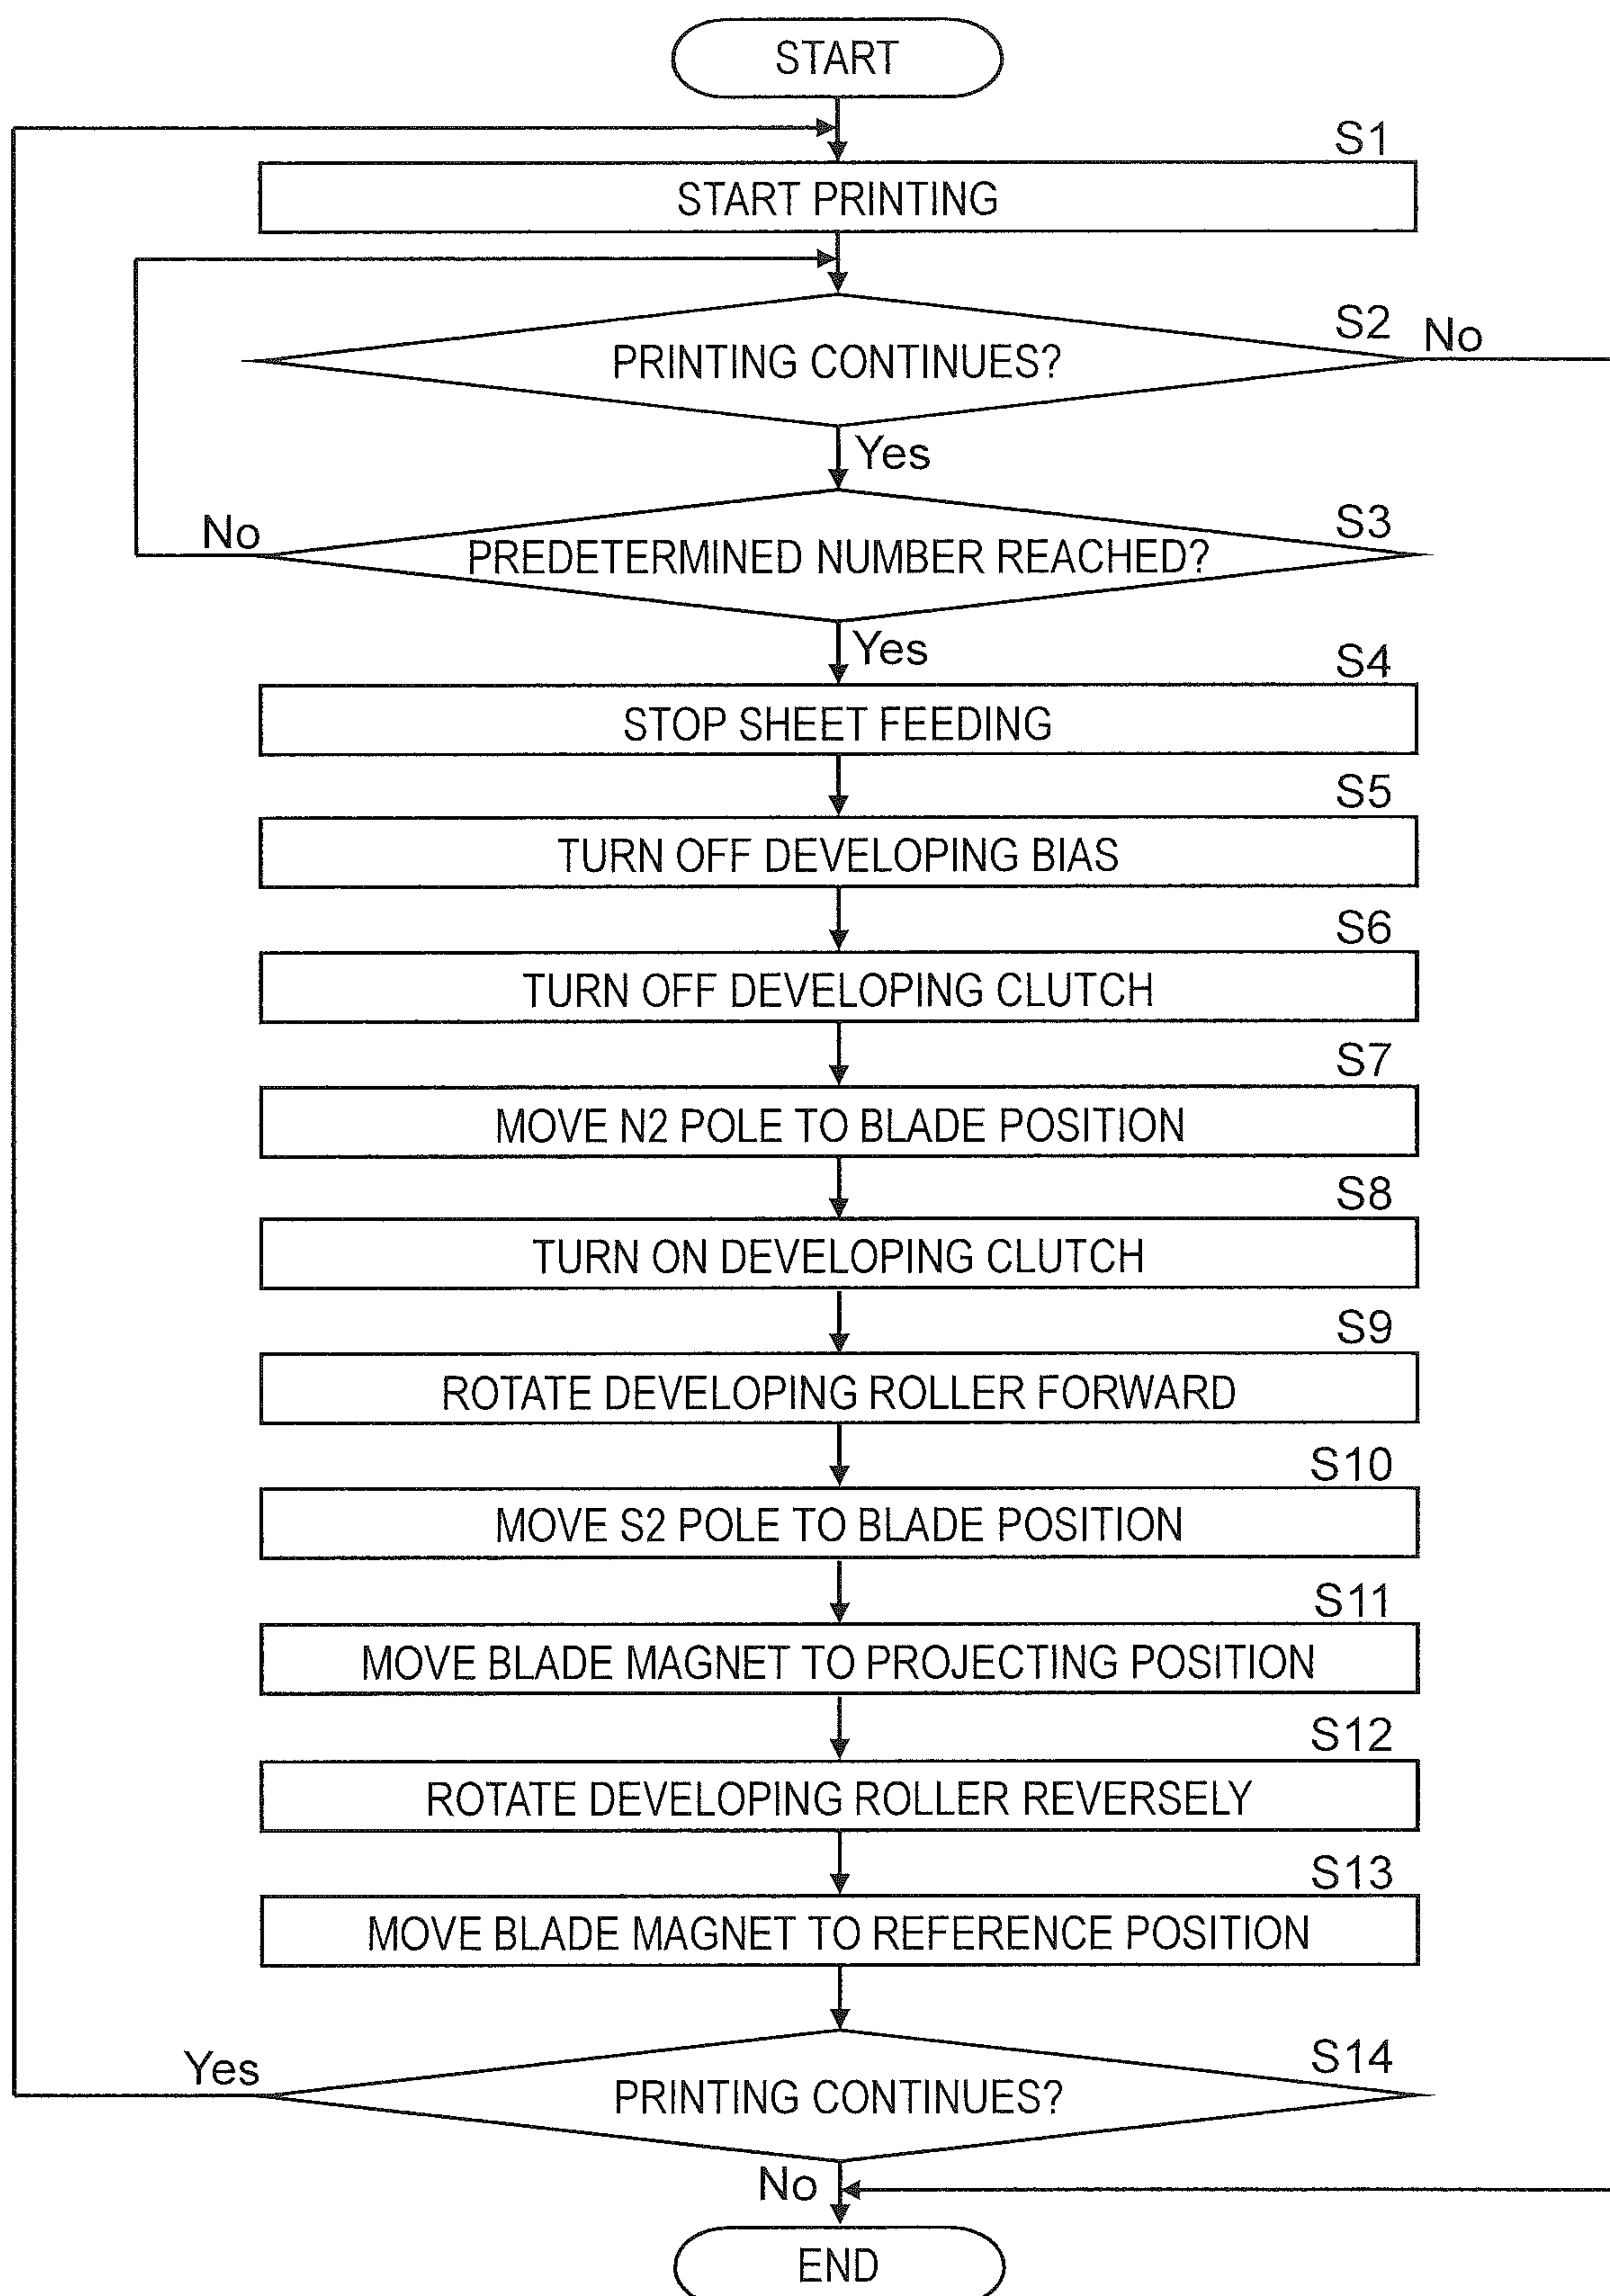 START
S1
START PRINTING
S2
No
PRINTING CONTINUES?
Yes
S3
No
PREDETERMINED NUMBER REACHED?
Yes
S4
STOP SHEET FEEDING
S5
TURN OFF DEVELOPING BIAS
S6
TURN OFF DEVELOPING CLUTCH
S7
MOVE N2 POLE TO BLADE POSITION
S8
TURN ON DEVELOPING CLUTCH
S9
ROTATE DEVELOPING ROLLER FORWARD
S10
MOVE S2 POLE TO BLADE POSITION
S11
MOVE BLADE MAGNET TO PROJECTING POSITION
S12
ROTATE DEVELOPING ROLLER REVERSELY
S13
MOVE BLADE MAGNET TO REFERENCE POSITION
S14
Yes
PRINTING CONTINUES?
No
END